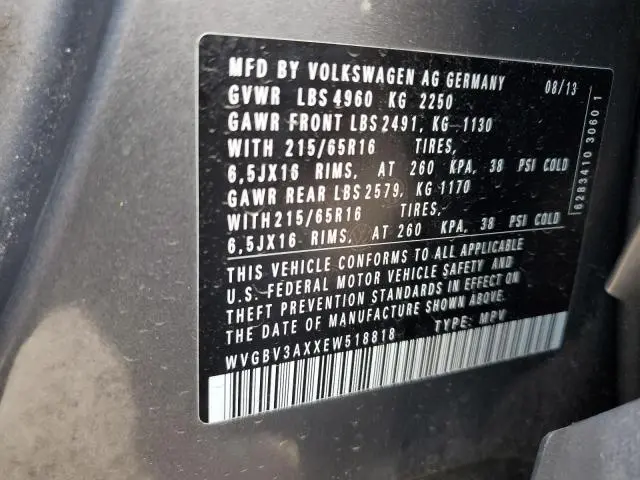 MFD BY VOLKSWAGEN AG GERMANY 08/13
GVWR LBS 4960 KG 2250
GAWR FRONT LBS 2491, KG 1130
WITH 215/65R16 TIRES,
6,5JX16 RIMS, AT 260 KPA, 38 PSI COLD
GAWR REAR LBS 2579, KG 1170
WITH 215/65R16 TIRES,
6,5JX16 RIMS, AT 260 KPA, 38 PSI COLD
THIS VEHICLE CONFORMS TO ALL APPLICABLE
U.S. FEDERAL MOTOR VEHICLE SAFETY AND
THEFT PREVENTION STANDARDS IN EFFECT ON
THE DATE OF MANUFACTURE SHOWN ABOVE.
WVGBV3AXXEW518818 TYPE: MPV
6283410 3060 1